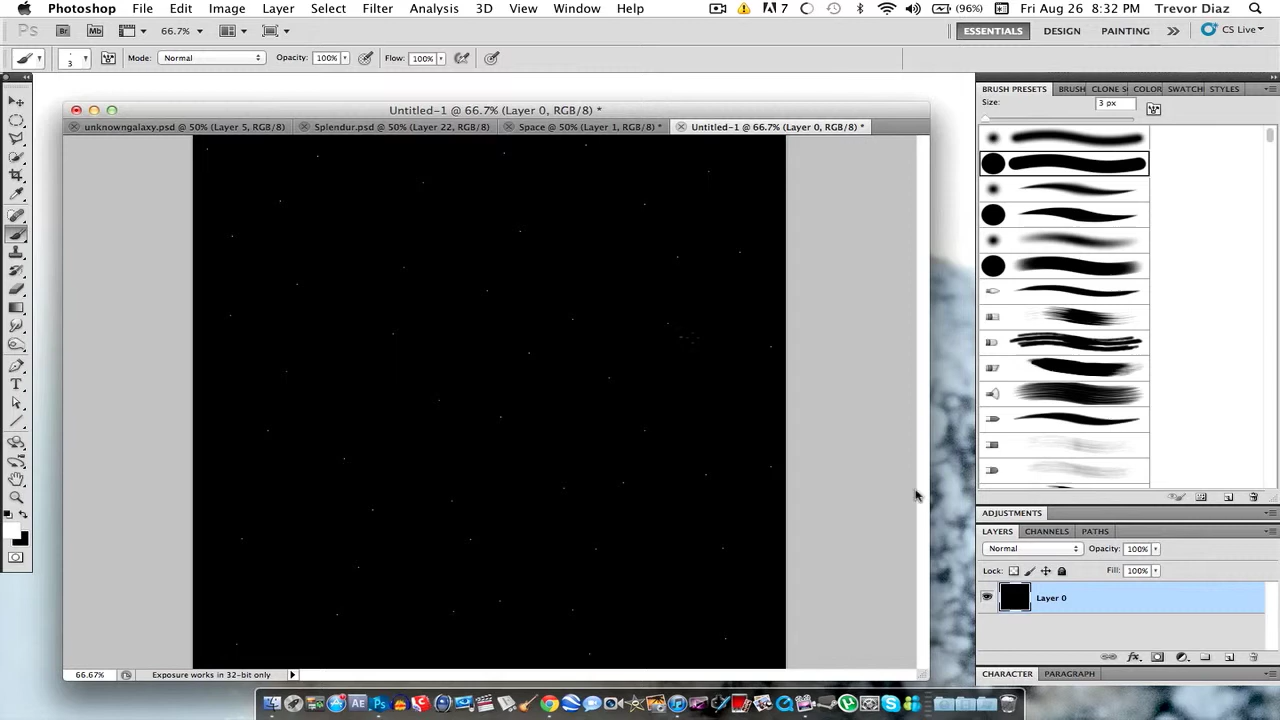 Photoshop File Edit Image Layer Select Filter Analysis 3D View Window Help 7 (96%) Fri Aug 26 8:32 PM Trevor Diaz
Ps Br Mb 66.7% ESSENTIALS DESIGN PAINTING CS Live
3 Mode: Normal Opacity: 100% Flow: 100%
BRUSH PRESETS BRUSH CLONE S COLOR SWATCH STYLES
Size: 3 px
Untitled-1 @ 66.7% (Layer 0, RGB/8) *
unknowngalaxy.psd @ 50% (Layer 5, RGB/8) Splendur.psd @ 50% (Layer 22, RGB/8) Space @ 50% (Layer 1, RGB/8) * Untitled-1 @ 66.7% (Layer 0, RGB/8) *
ADJUSTMENTS
LAYERS CHANNELS PATHS
Normal Opacity: 100%
Lock: Fill: 100%
Layer 0
CHARACTER PARAGRAPH
66.67% Exposure works in 32-bit only